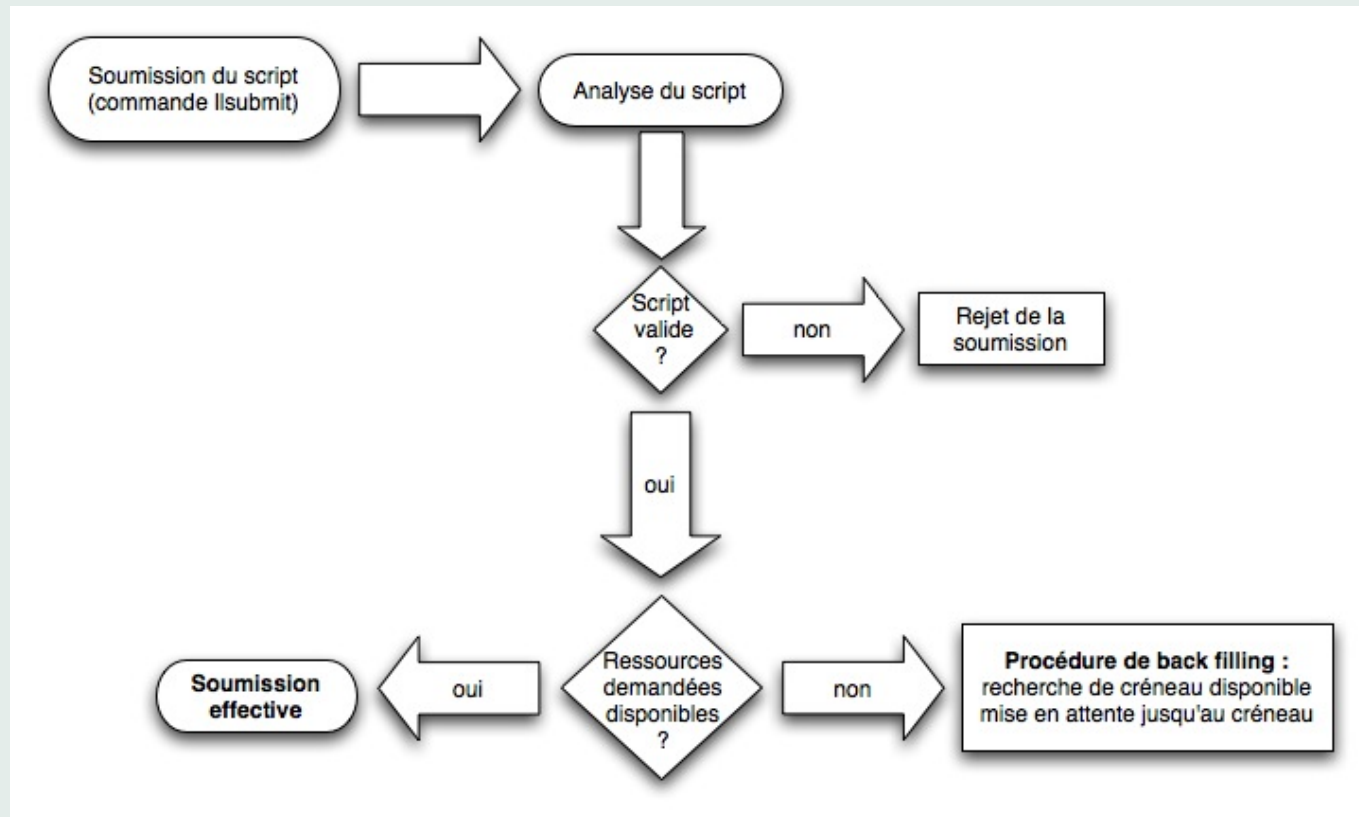 Soumission du script
(commande llsubmit)
Analyse du script
Script
valide
?
non
Rejet de la
soumission
oui
Ressources
demandées
disponibles
?
oui
Soumission
effective
non
Procédure de back filling :
recherche de créneau disponible
mise en attente jusqu'au créneau